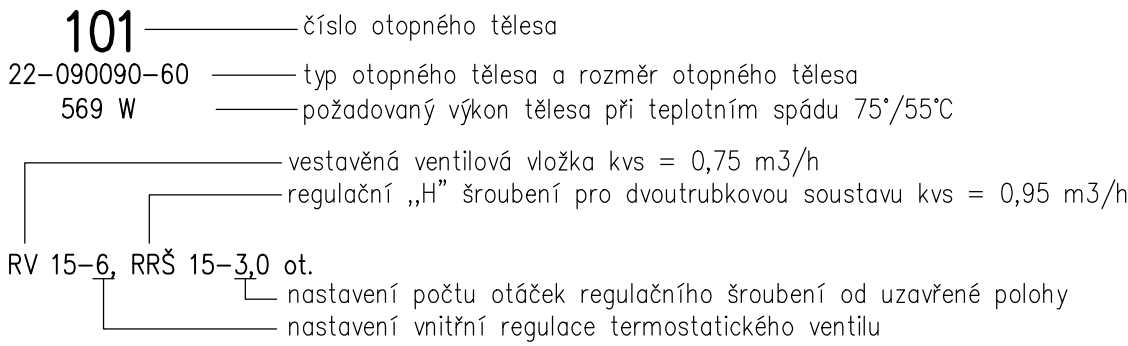 101 číslo otopného tělesa
22-090090-60 typ otopného tělesa a rozměr otopného tělesa
569 W požadovaný výkon tělesa při teplotním spádu 75°/55°C
vestavěná ventilová vložka kvs = 0,75 m3/h
regulační ,,H" šroubení pro dvoutrubkovou soustavu kvs = 0,95 m3/h
RV 15-6, RRŠ 15-3,0 ot.
nastavení počtu otáček regulačního šroubení od uzavřené polohy
nastavení vnitřní regulace termostatického ventilu